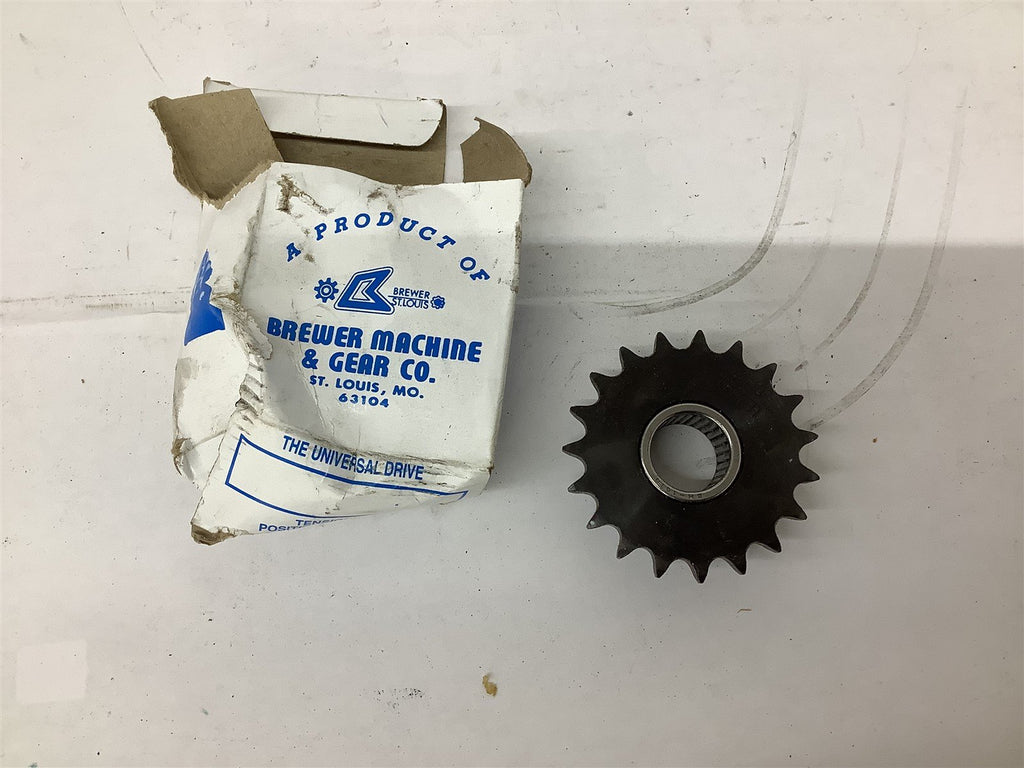 A PRODUCT OF
BREWER
ST. LOUIS
BREWER MACHINE
& GEAR CO.
ST. LOUIS, MO.
63104
THE UNIVERSAL DRIVE